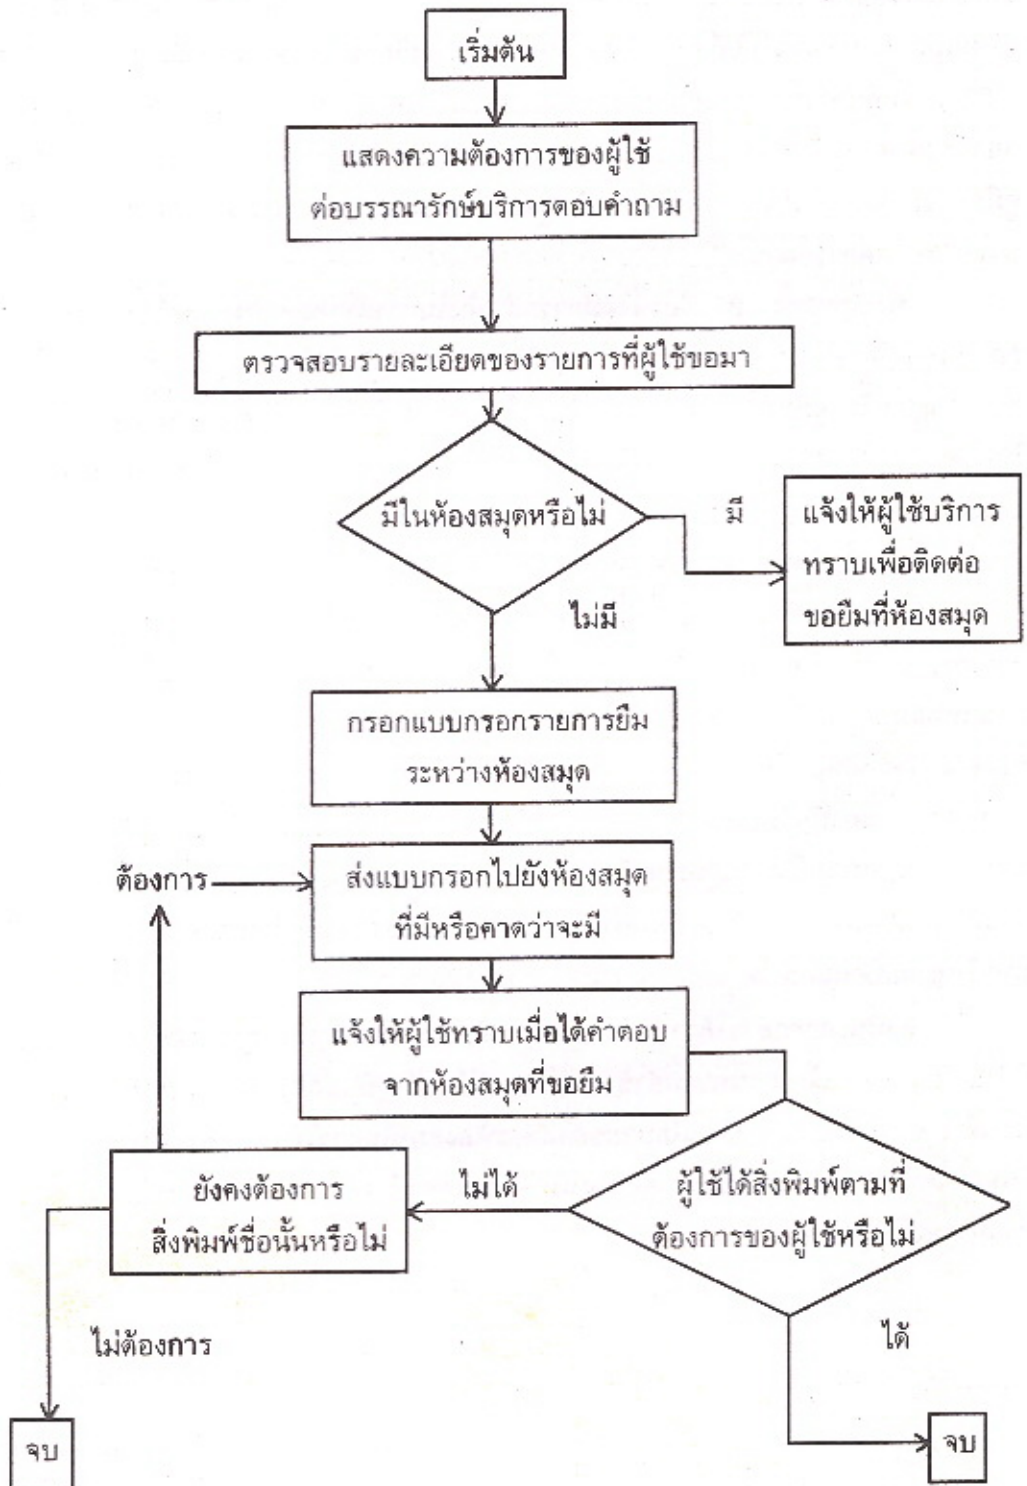 เริ่มต้น
แสดงความต้องการของผู้ใช้
ต่อบรรณารักษ์บริการตอบคำถาม
ตรวจสอบรายละเอียดของรายการที่ผู้ใช้ขอมา
มีในห้องสมุดหรือไม่
มี
แจ้งให้ผู้ใช้บริการ
ทราบเพื่อติดต่อ
ขอยืมที่ห้องสมุด
ไม่มี
กรอกแบบกรอกรายการยืม
ระหว่างห้องสมุด
ต้องการ
ส่งแบบกรอกไปยังห้องสมุด
ที่มีหรือคาดว่าจะมี
แจ้งให้ผู้ใช้ทราบเมื่อได้คำตอบ
จากห้องสมุดที่ขอยืม
ผู้ใช้ได้สิ่งพิมพ์ตามที่
ต้องการของผู้ใช้หรือไม่
ไม่ได้
ยังคงต้องการ
สิ่งพิมพ์ชื่อนั้นหรือไม่
ไม่ต้องการ
ได้
จบ
จบ